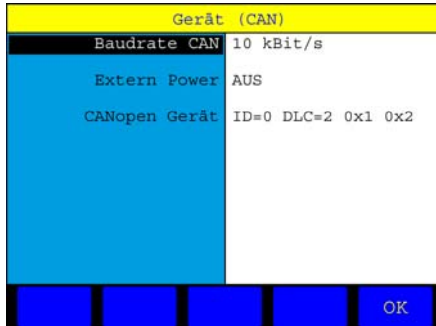 Gerät (CAN)
Baudrate CAN 10 kBit/s
Extern Power AUS
CANopen Gerät ID=0 DLC=2 0x1 0x2
OK